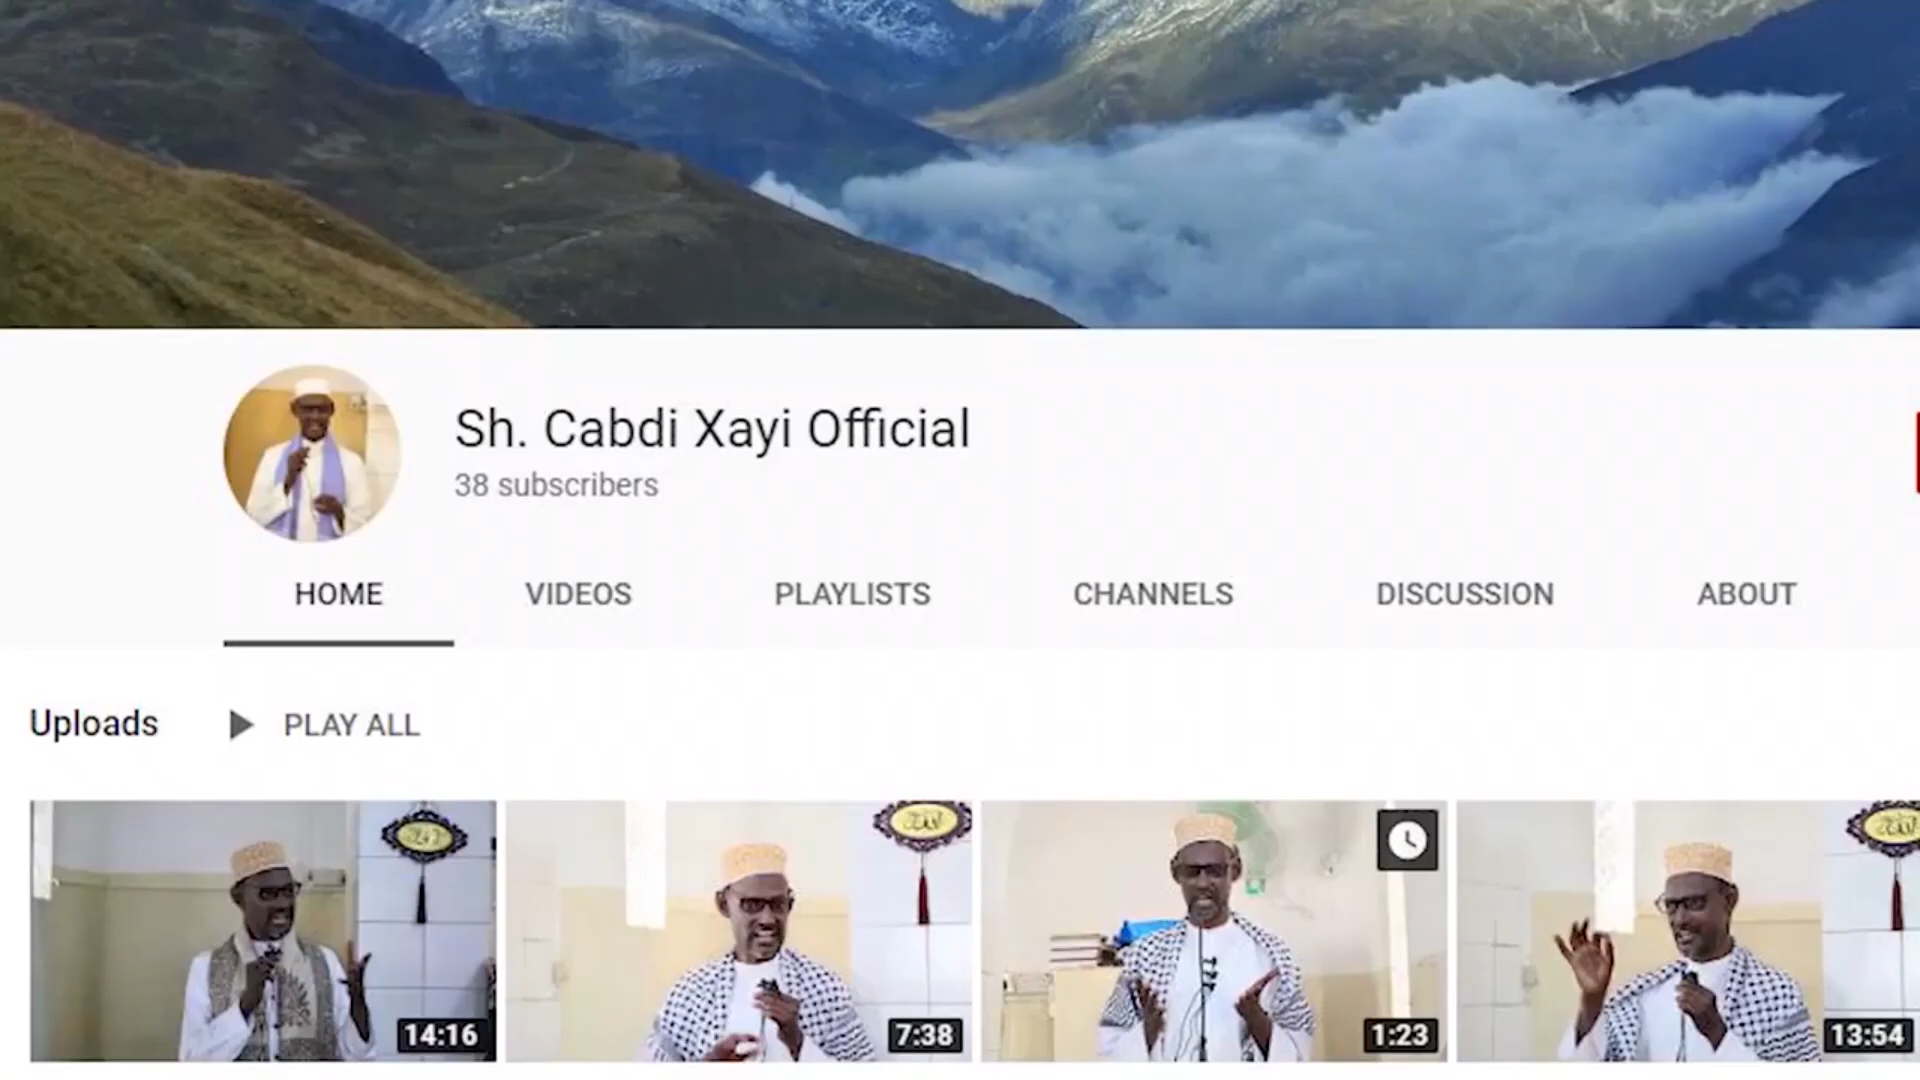 Sh. Cabdi Xayi Official
38 subscribers
HOME VIDEOS PLAYLISTS CHANNELS DISCUSSION ABOUT
Uploads PLAY ALL
14:16 7:38 1:23 13:54